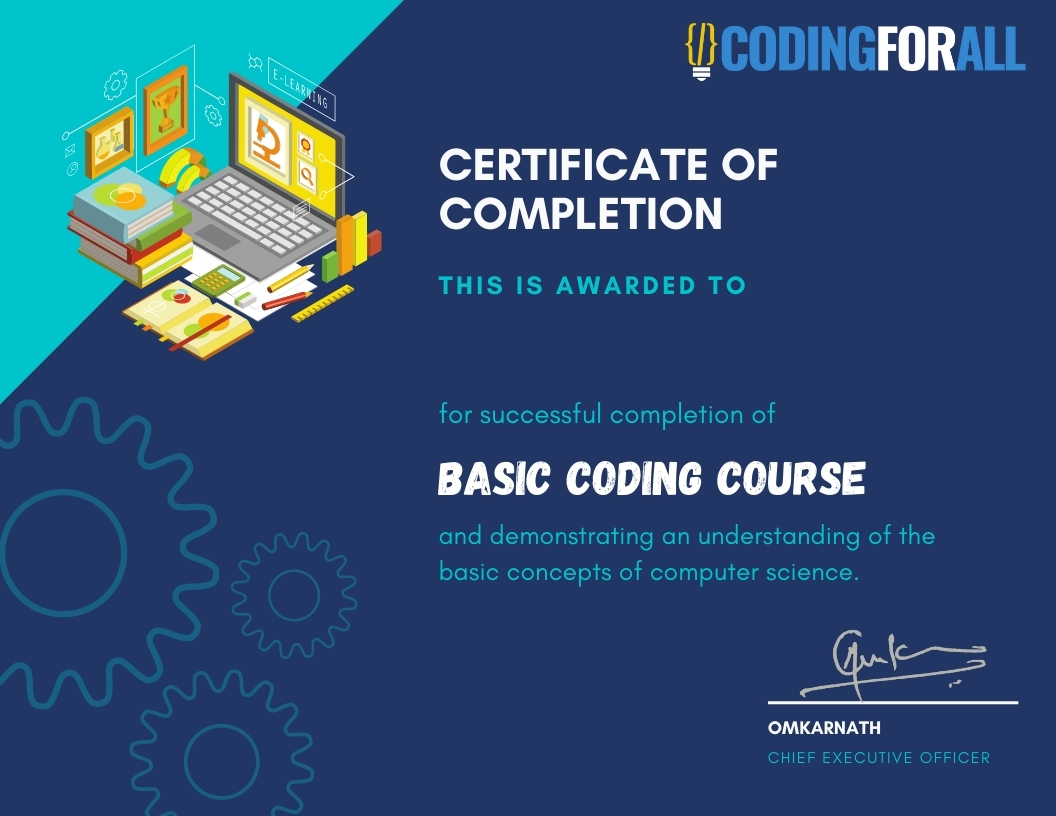 {/}CODINGFORALL
E-LEARNING
CERTIFICATE OF
COMPLETION
THIS IS AWARDED TO
for successful completion of
BASIC CODING COURSE
and demonstrating an understanding of the
basic concepts of computer science.
OMKARNATH
CHIEF EXECUTIVE OFFICER